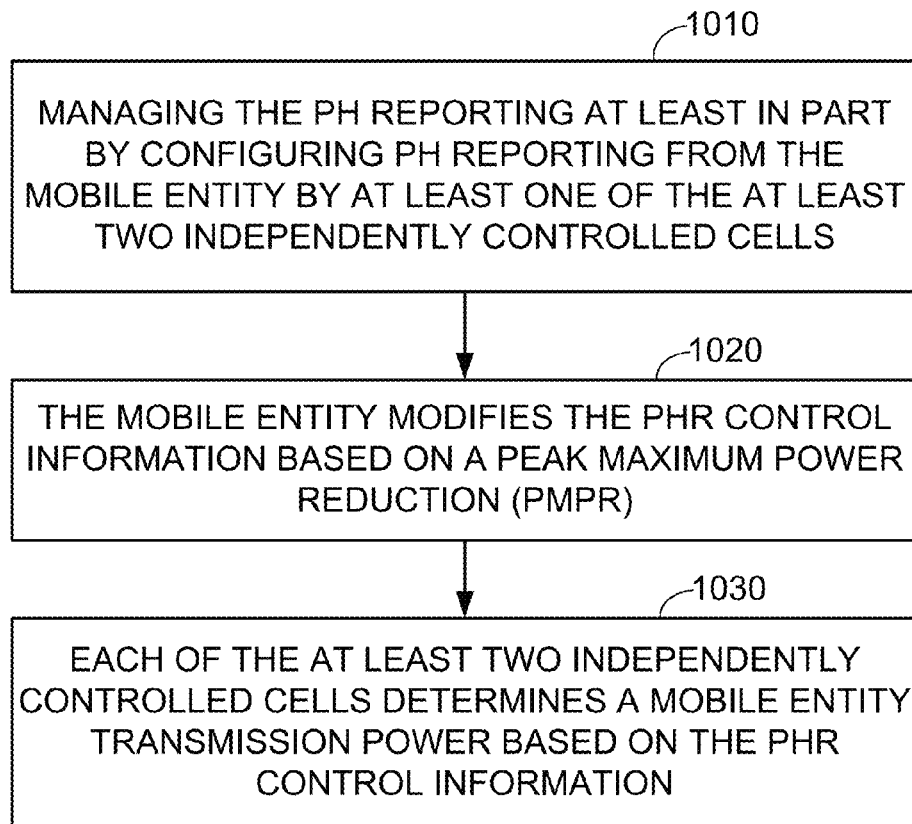 1010
MANAGING THE PH REPORTING AT LEAST IN PART
BY CONFIGURING PH REPORTING FROM THE
MOBILE ENTITY BY AT LEAST ONE OF THE AT LEAST
TWO INDEPENDENTLY CONTROLLED CELLS
1020
THE MOBILE ENTITY MODIFIES THE PHR CONTROL
INFORMATION BASED ON A PEAK MAXIMUM POWER
REDUCTION (PMPR)
1030
EACH OF THE AT LEAST TWO INDEPENDENTLY
CONTROLLED CELLS DETERMINES A MOBILE ENTITY
TRANSMISSION POWER BASED ON THE PHR
CONTROL INFORMATION